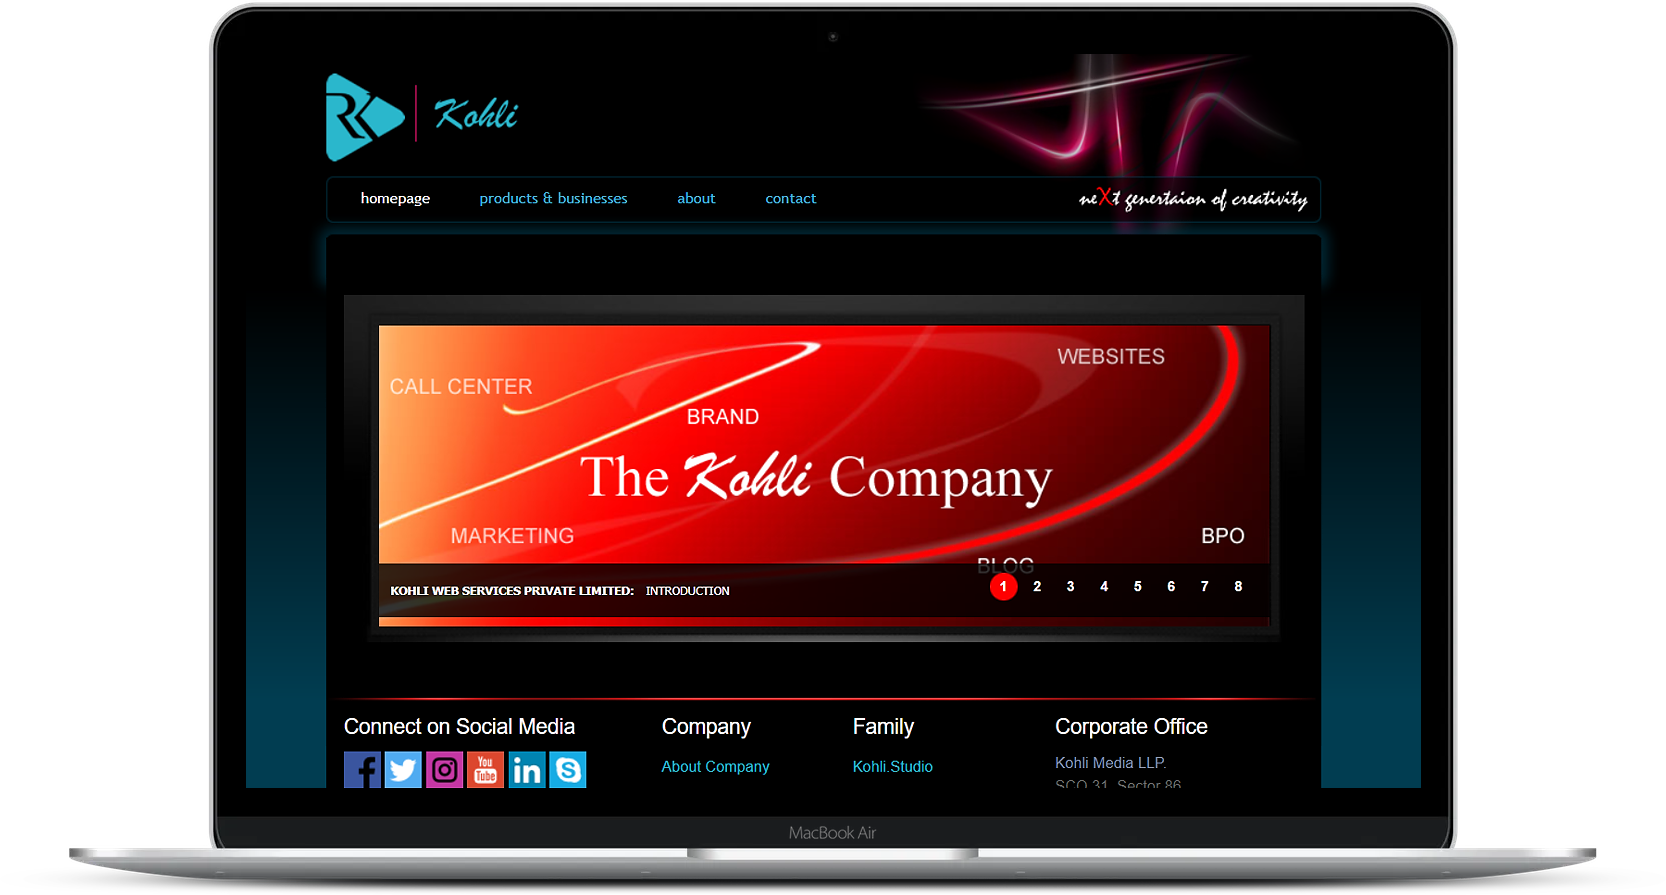 RK
Kohli
homepage products & businesses about contact
neXt genertaion of creativity
CALL CENTER
WEBSITES
BRAND
The Kohli Company
MARKETING
BPO
BLOG
KOHLI WEB SERVICES PRIVATE LIMITED: INTRODUCTION
1 2 3 4 5 6 7 8
Connect on Social Media
You
Tube
in
Company
About Company
Family
Kohli.Studio
Corporate Office
Kohli Media LLP.
SCO 31, Sector 86
MacBook Air